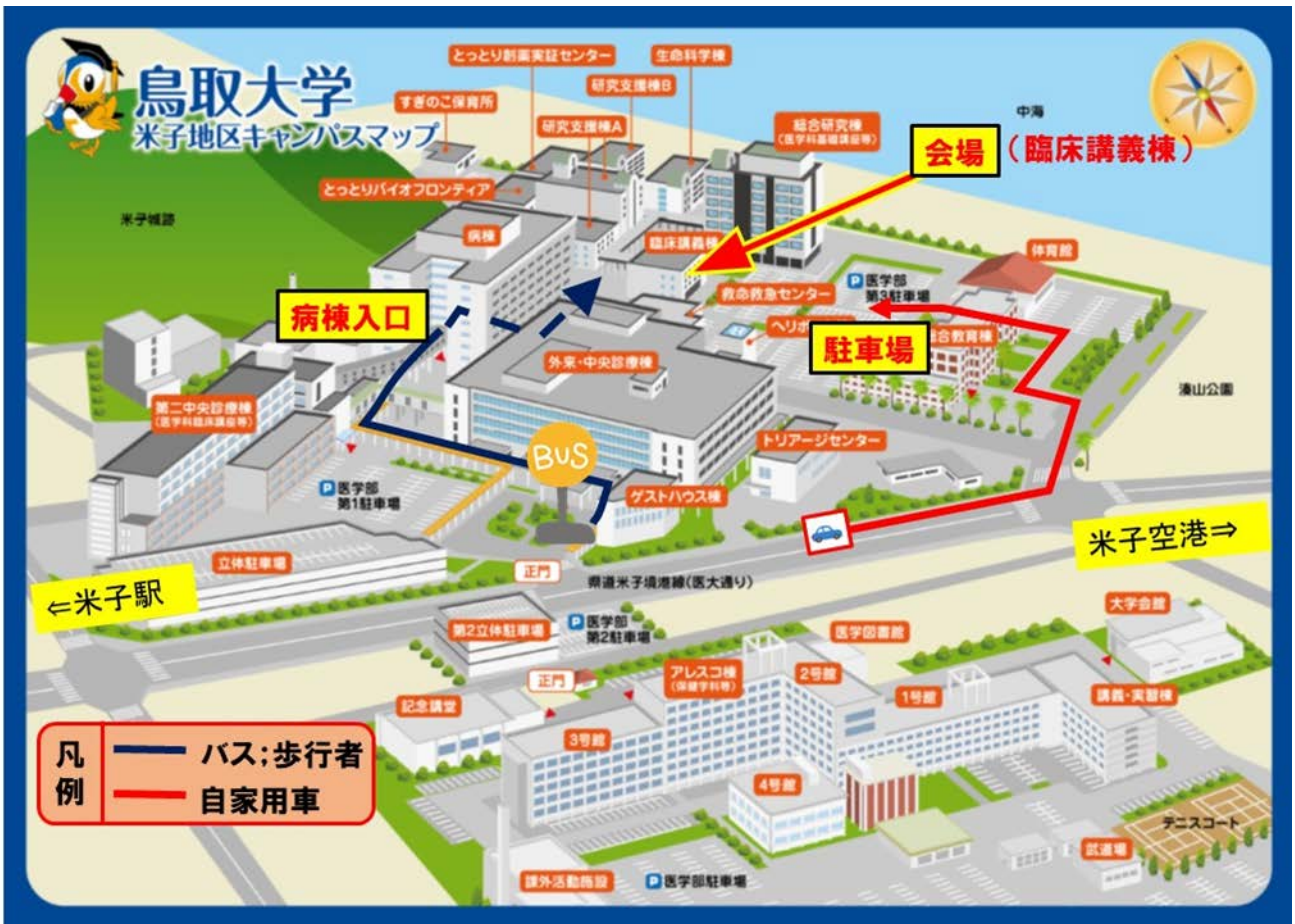 鳥取大学
米子地区キャンパスマップ
とっとり創薬実証センター
生命科学棟
研究支援棟B
すぎのこ保育所
研究支援棟A
総合研究棟
(医学科基礎講座等)
中海
会場
(臨床講義棟)
とっとりバイオフロンティア
米子城跡
病棟
臨床講義棟
体育館
救命救急センター
P 医学部
第3駐車場
病棟入口
ヘリポ
駐車場
合教育棟
外来・中央診療棟
湊山公園
第二中央診療棟
(医学科臨床講座等)
BUS
トリアージセンター
P 医学部
第1駐車場
ゲストハウス棟
米子空港⇒
立体駐車場
正門
県道米子境港線(医大通り)
⇐米子駅
大学会館
第2立体駐車場
P 医学部
第2駐車場
医学図書館
アレスコ棟
(保健学科等)
2号館
正門
1号館
講義・実習棟
記念講堂
3号館
凡例
バス;歩行者
自家用車
4号館
テニスコート
武道場
課外活動施設
P 医学部駐車場